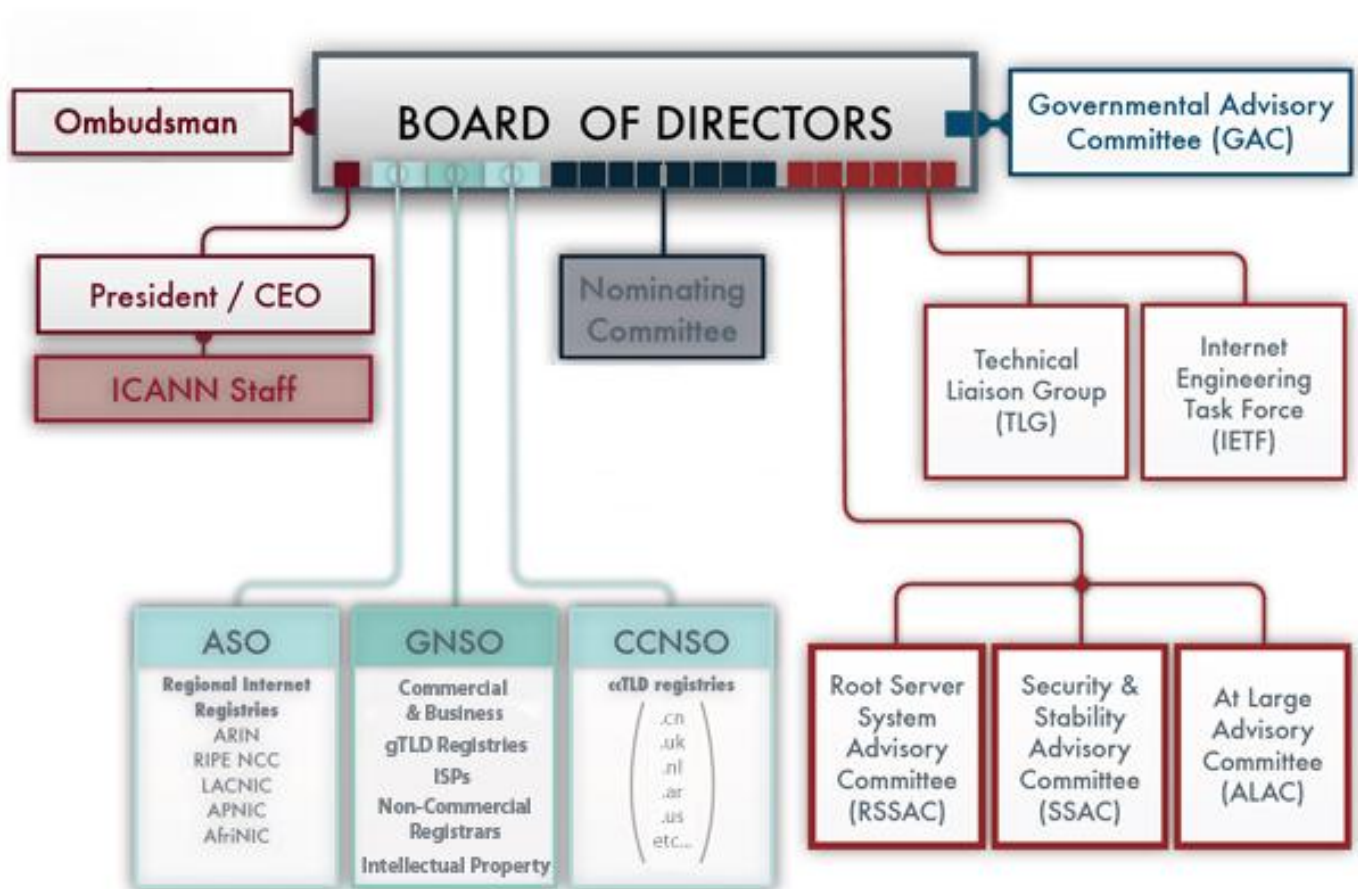 BOARD OF DIRECTORS
Ombudsman
Governmental Advisory
Committee (GAC)
President / CEO
ICANN Staff
Nominating
Committee
Technical
Liaison Group
(TLG)
Internet
Engineering
Task Force
(IETF)
ASO
Regional Internet
Registries
ARIN
RIPE NCC
LACNIC
APNIC
AfriNIC
GNSO
Commercial
& Business
gTLD Registries
ISPs
Non-Commercial
Registrars
Intellectual Property
CCNSO
ccTLD registries
.cn
.uk
.nl
.ar
.us
etc...
Root Server
System
Advisory
Committee
(RSSAC)
Security &
Stability
Advisory
Committee
(SSAC)
At Large
Advisory
Committee
(ALAC)